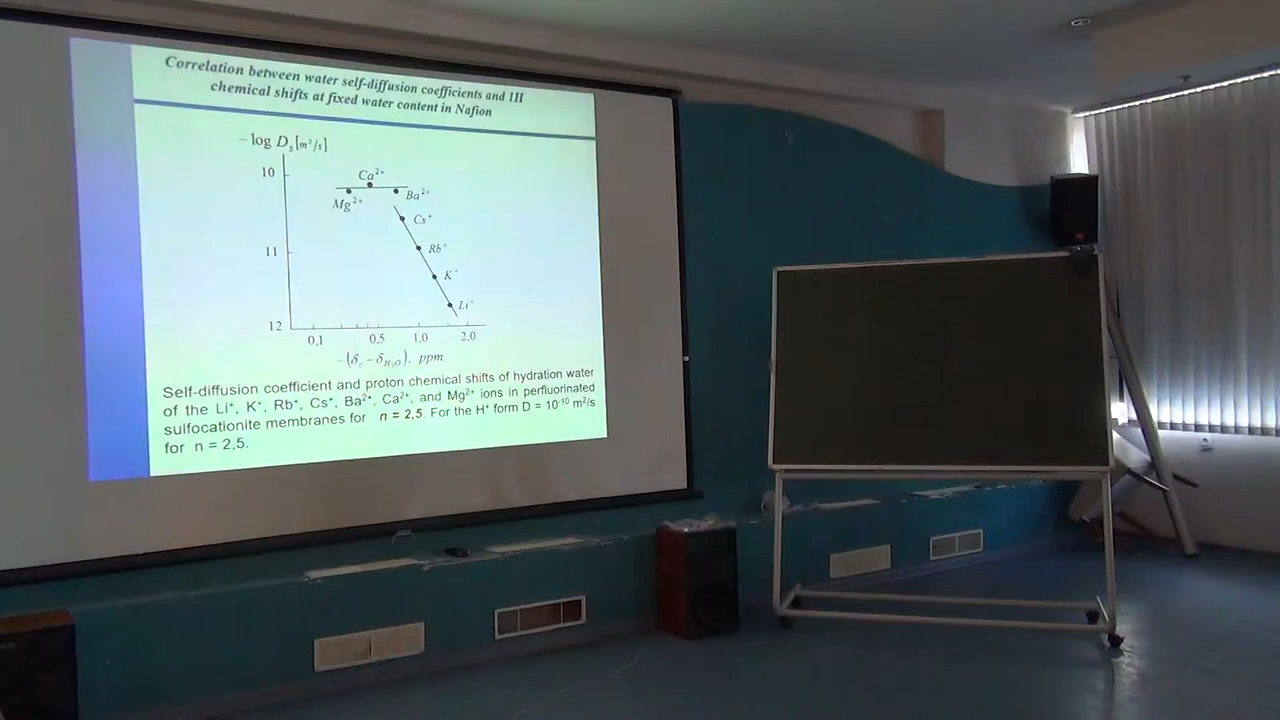 Correlation between water self-diffusion coefficients and 1H
chemical shifts at fixed water content in Nafion
− log Dₛ[m²/s]
10
Ca²⁺
Mg²⁺
Ba²⁺
Cs⁺
11
Rb⁺
K⁺
Li⁺
12
0,1 0,5 1,0 2,0
−(δc − δH₂O), ppm
Self-diffusion coefficient and proton chemical shifts of hydration water
of the Li⁺, K⁺, Rb⁺, Cs⁺, Ba²⁺, Ca²⁺, and Mg²⁺ ions in perfluorinated
sulfocationite membranes for n = 2,5. For the H⁺ form D = 10⁻¹⁰ m²/s
for n = 2,5.